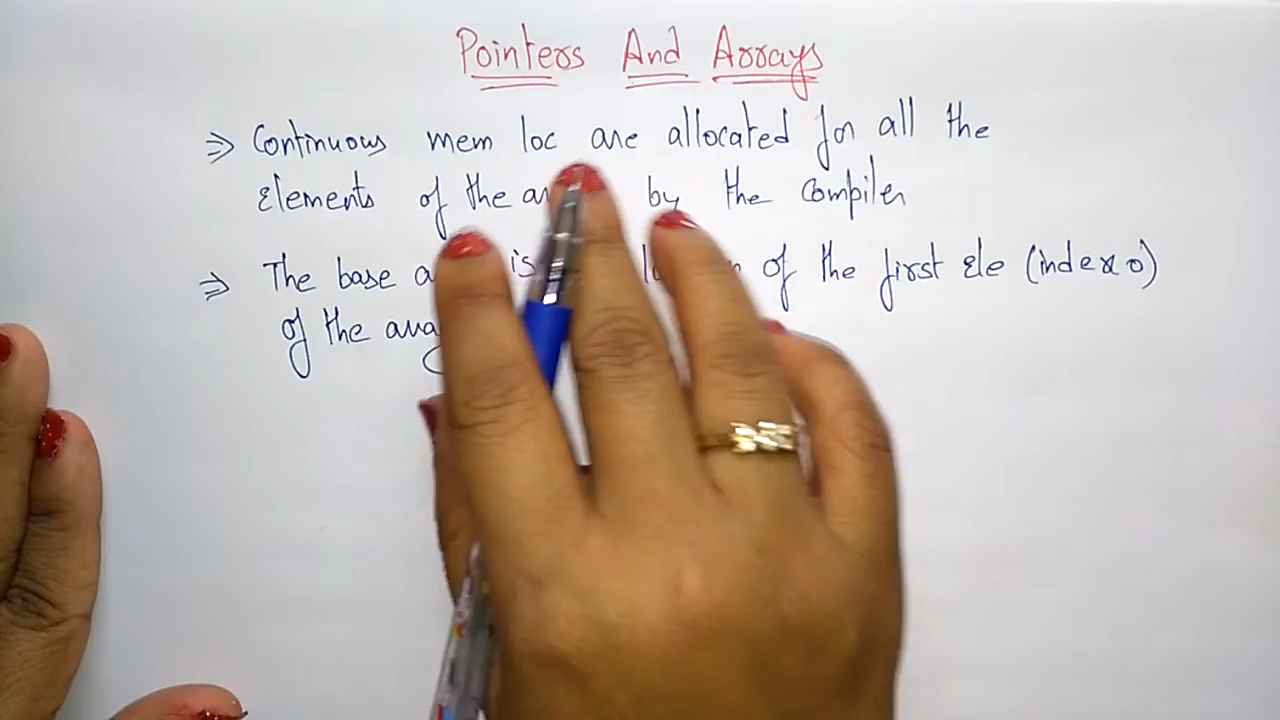 Pointers And Arrays
⇒ Continuous mem loc are allocated for all the
Elements of the by the Compiler
⇒ The base is of the first Ele (index 0)
of the